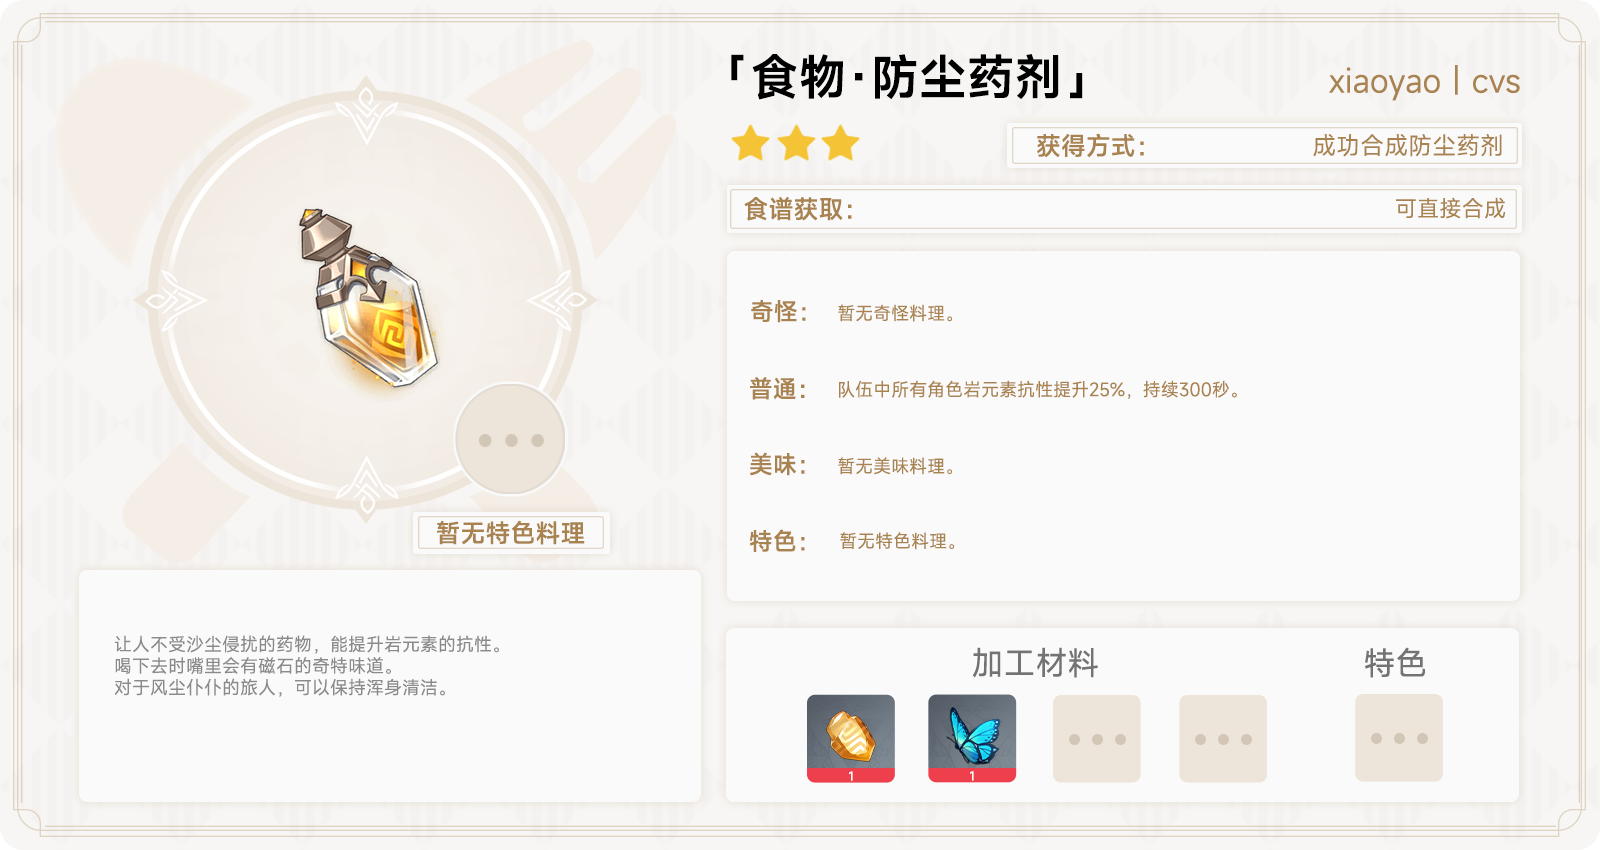 「食物·防尘药剂」
xiaoyao | cvs
获得方式：
成功合成防尘药剂
食谱获取：
可直接合成
奇怪：
暂无奇怪料理。
普通：
队伍中所有角色岩元素抗性提升25%，持续300秒。
美味：
暂无美味料理。
特色：
暂无特色料理。
暂无特色料理
让人不受沙尘侵扰的药物，能提升岩元素的抗性。
喝下去时嘴里会有磁石的奇特味道。
对于风尘仆仆的旅人，可以保持浑身清洁。
加工材料
特色
1
1